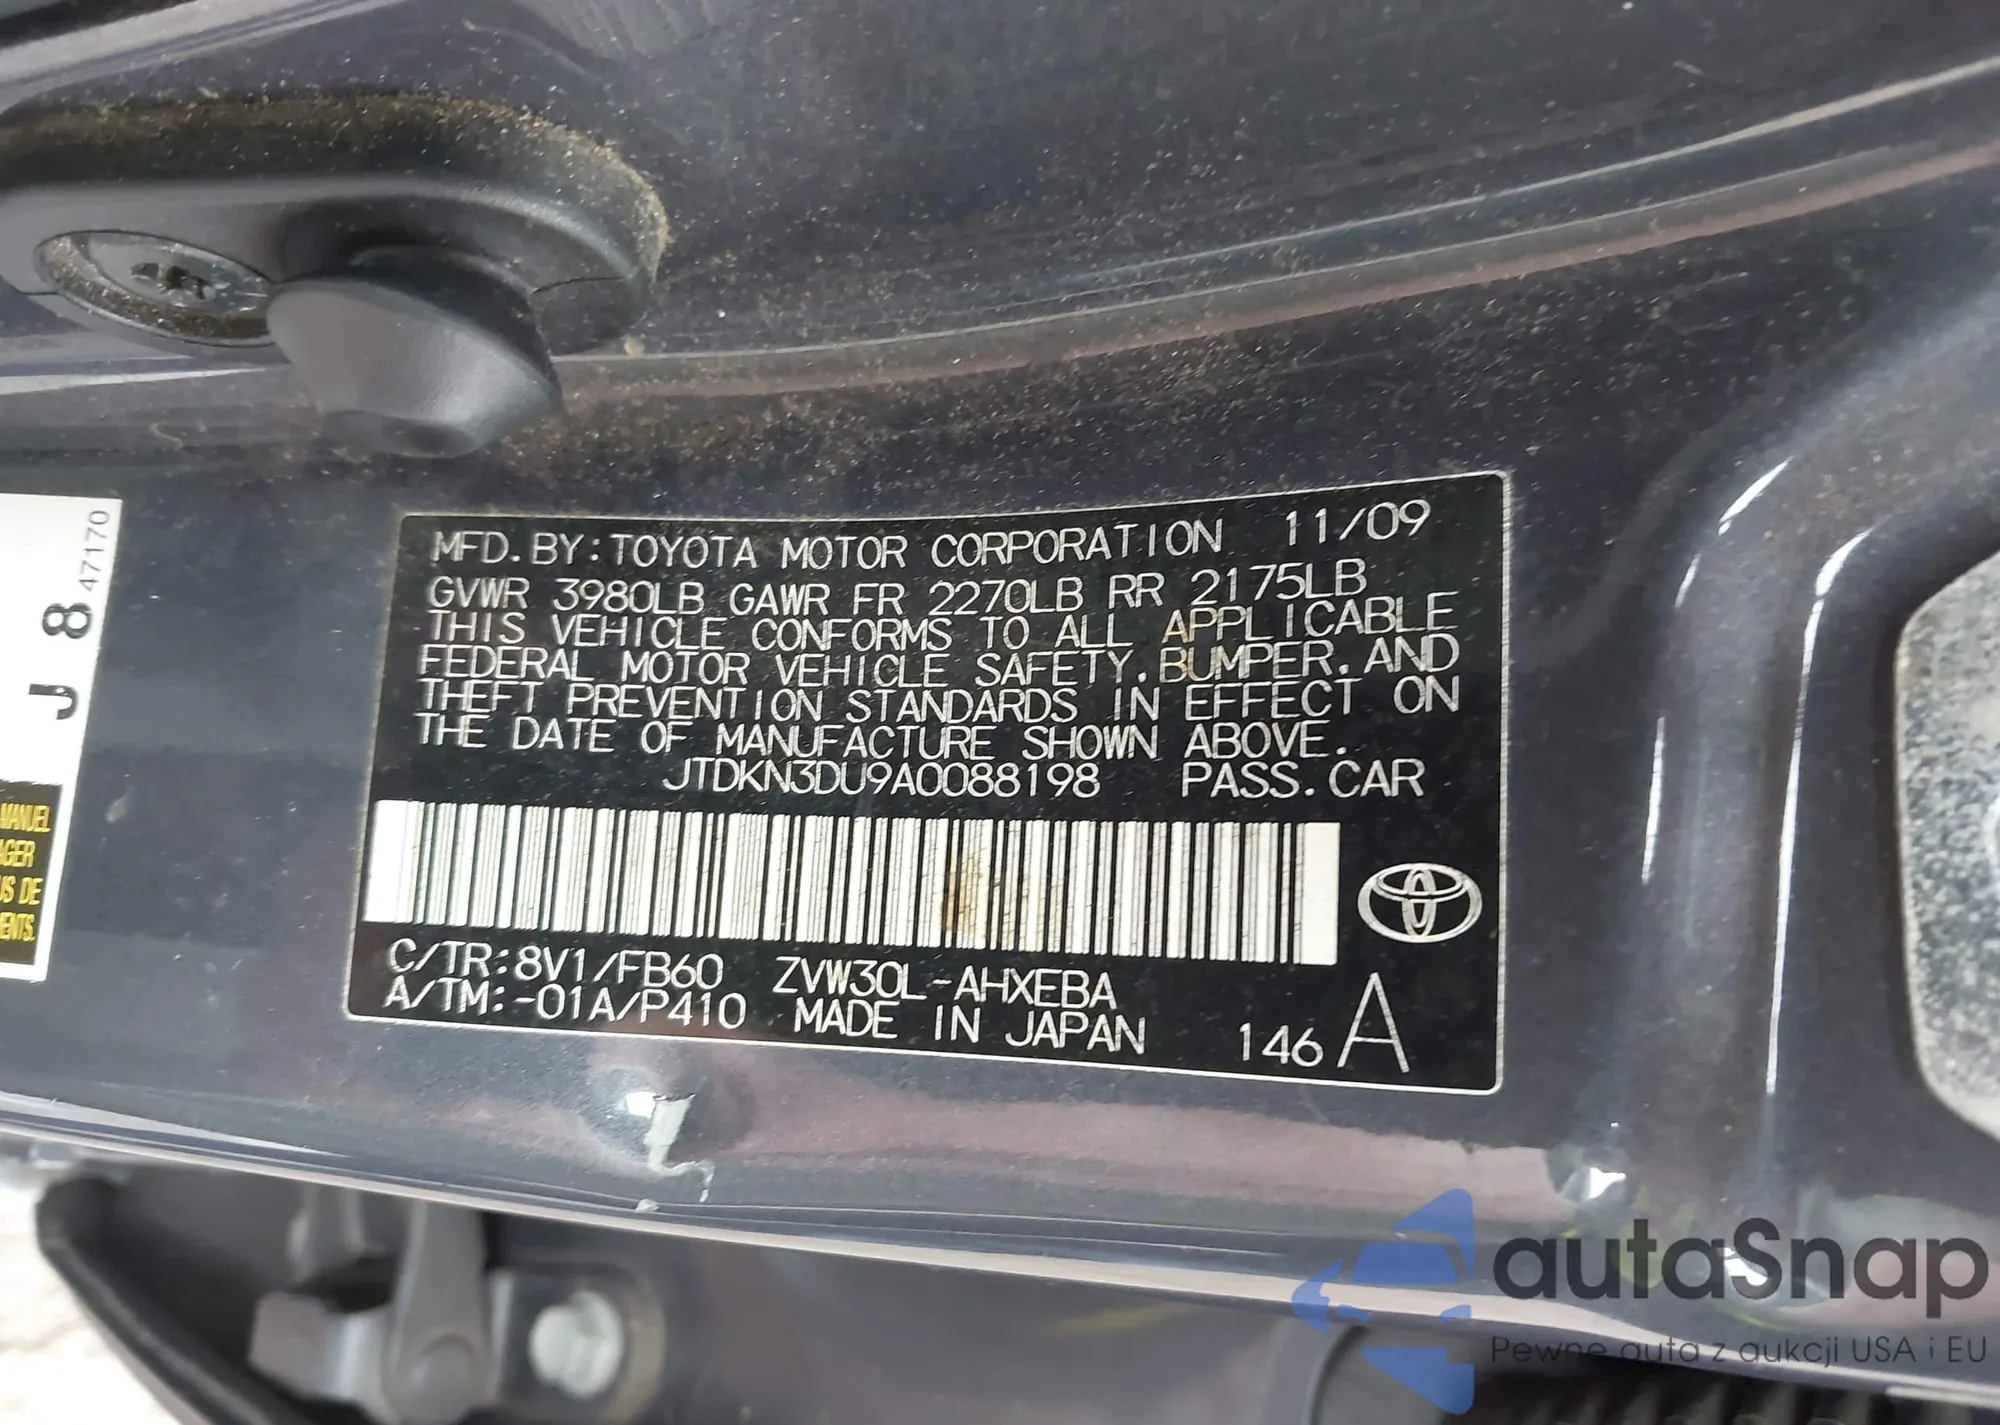 MFD. BY: TOYOTA MOTOR CORPORATION 11/09
GVWR 3980LB GAWR FR 2270LB RR 2175LB
THIS VEHICLE CONFORMS TO ALL APPLICABLE
FEDERAL MOTOR VEHICLE SAFETY, BUMPER, AND
THEFT PREVENTION STANDARDS IN EFFECT ON
THE DATE OF MANUFACTURE SHOWN ABOVE.
JTDKN3DU9A0088198 PASS. CAR
C/TR: 8V1/FB60 ZVW30L-AHXEBA
A/TM: -01A/P410 MADE IN JAPAN 146 A
J 8 47170
MANUEL
AGER
US DE
ENTS.
autaSnap
Pewne auta z aukcji USA i EU